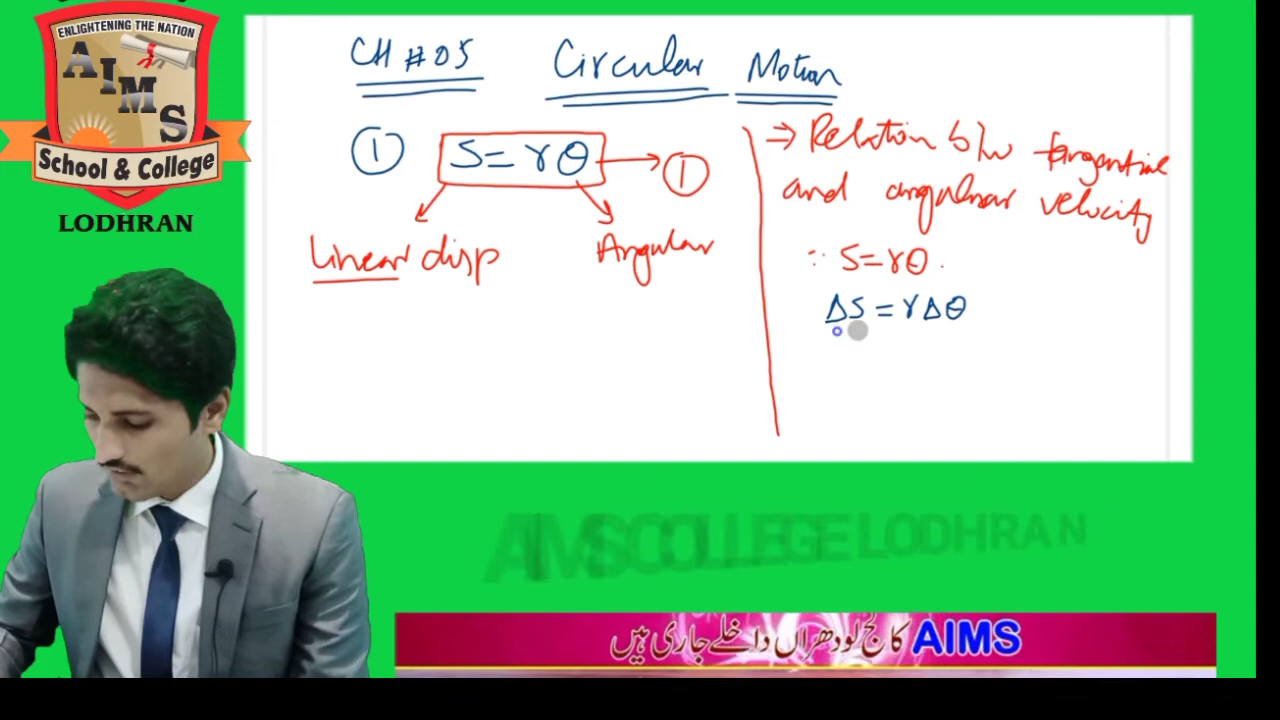 ENLIGHTENING THE NATION
AIMS
School & College
LODHRAN
CH # 05 Circular Motion
① S = rθ → ①
Linear disp
Angular
⇒ Relation b/w tangential
and angular velocity
∵ S = rθ.
ΔS = rΔθ
AIMS COLLEGE LODHRAN
AIMS کالج لودھراں داخلے جاری ہیں